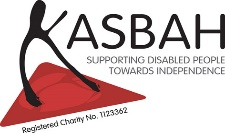 KASBAH
SUPPORTING DISABLED PEOPLE
TOWARDS INDEPENDENCE
Registered Charity No. 1123362